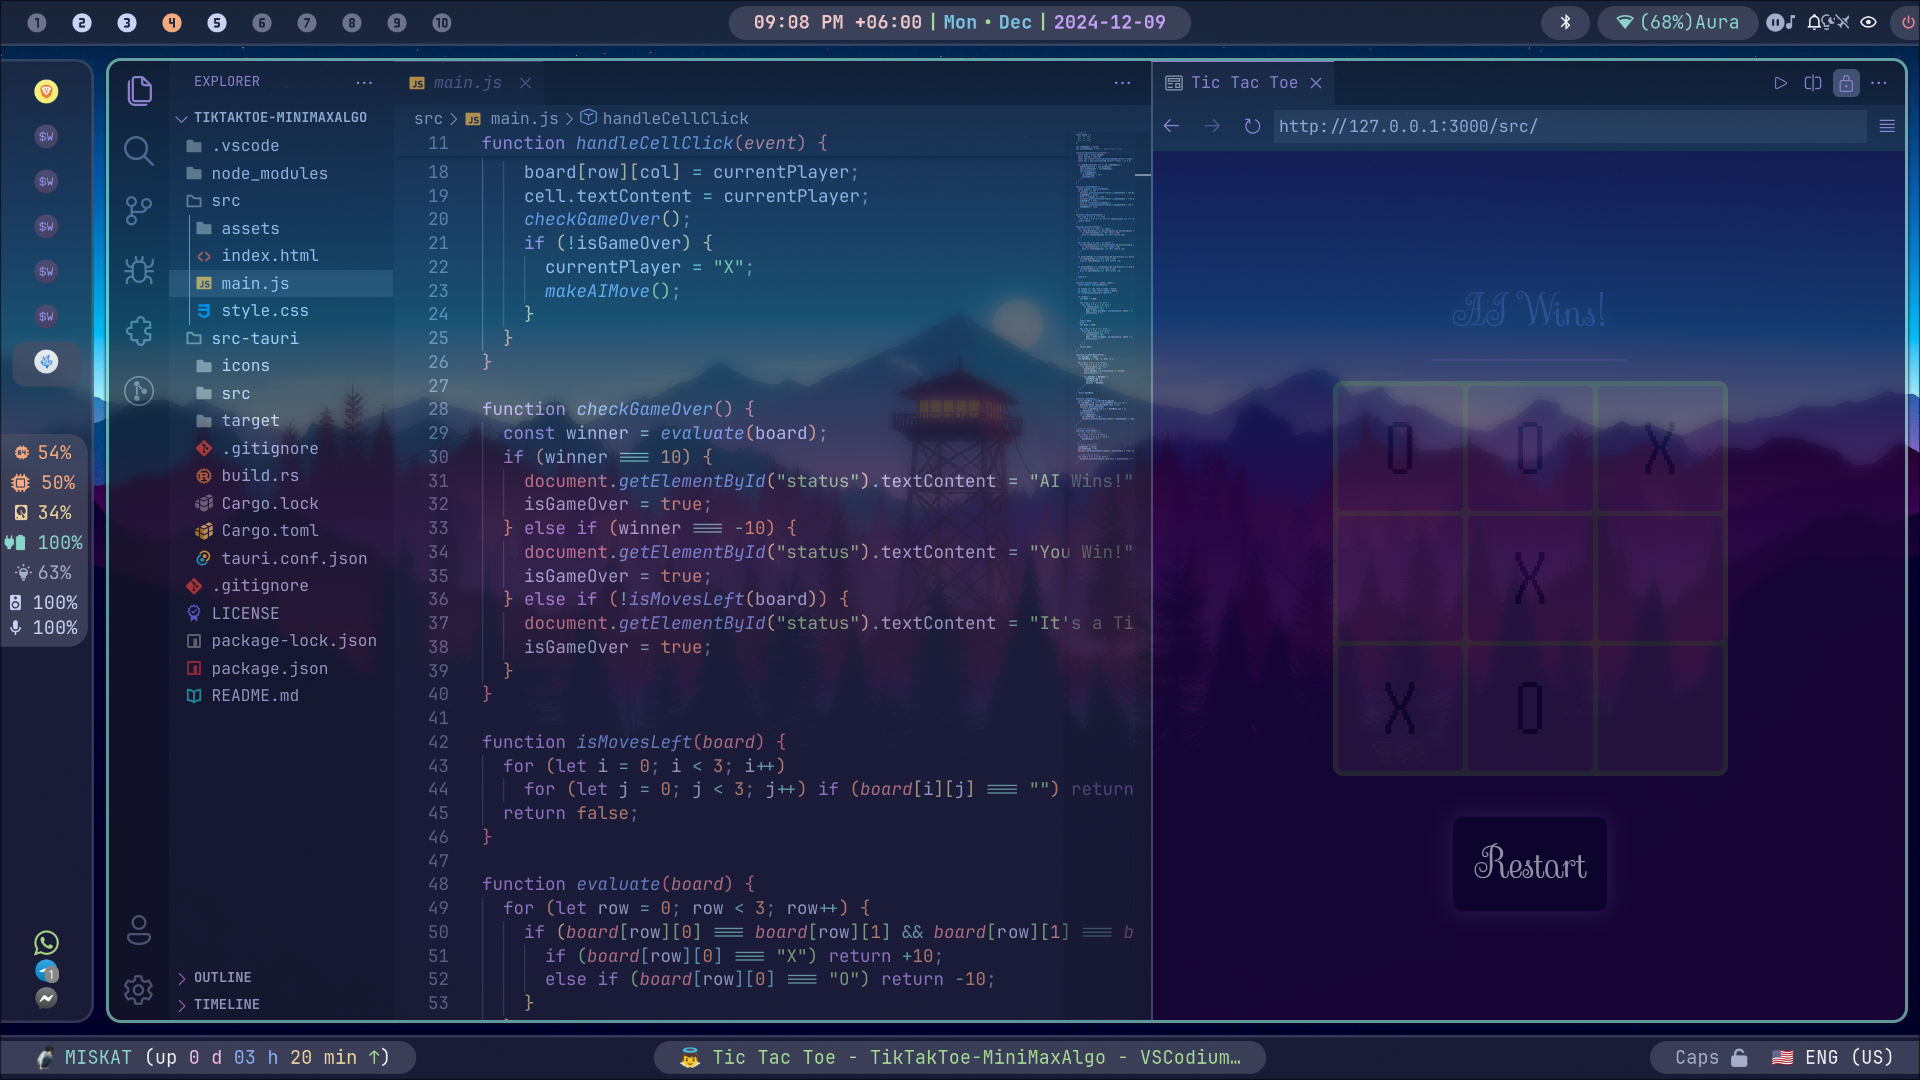 1 2 3 4 5 6 7 8 9 10
09:08 PM +06:00 | Mon • Dec | 2024-12-09
(68%)Aura
$W
$W
$W
$W
$W
54%
50%
34%
100%
63%
100%
100%
1
EXPLORER
TIKTAKTOE-MINIMAXALGO
.vscode
node_modules
src
assets
index.html
main.js
style.css
src-tauri
icons
src
target
.gitignore
build.rs
Cargo.lock
Cargo.toml
tauri.conf.json
.gitignore
LICENSE
package-lock.json
package.json
README.md
OUTLINE
TIMELINE
JS main.js
src > JS main.js > handleCellClick
11 function handleCellClick(event) {
18 board[row][col] = currentPlayer;
19 cell.textContent = currentPlayer;
20 checkGameOver();
21 if (!isGameOver) {
22 currentPlayer = "X";
23 makeAIMove();
24 }
25 }
26 }
27
28 function checkGameOver() {
29 const winner = evaluate(board);
30 if (winner === 10) {
31 document.getElementById("status").textContent = "AI Wins!"
32 isGameOver = true;
33 } else if (winner === -10) {
34 document.getElementById("status").textContent = "You Win!"
35 isGameOver = true;
36 } else if (!isMovesLeft(board)) {
37 document.getElementById("status").textContent = "It's a Ti
38 isGameOver = true;
39 }
40 }
41
42 function isMovesLeft(board) {
43 for (let i = 0; i < 3; i++)
44 for (let j = 0; j < 3; j++) if (board[i][j] === "") return
45 return false;
46 }
47
48 function evaluate(board) {
49 for (let row = 0; row < 3; row++) {
50 if (board[row][0] === board[row][1] && board[row][1] === b
51 if (board[row][0] === "X") return +10;
52 else if (board[row][0] === "O") return -10;
53 }
Tic Tac Toe
http://127.0.0.1:3000/src/
AI Wins!
O O X
X
X O
Restart
MISKAT (up 0 d 03 h 20 min ↑)
Tic Tac Toe - TikTakToe-MiniMaxAlgo - VSCodium…
Caps
ENG (US)